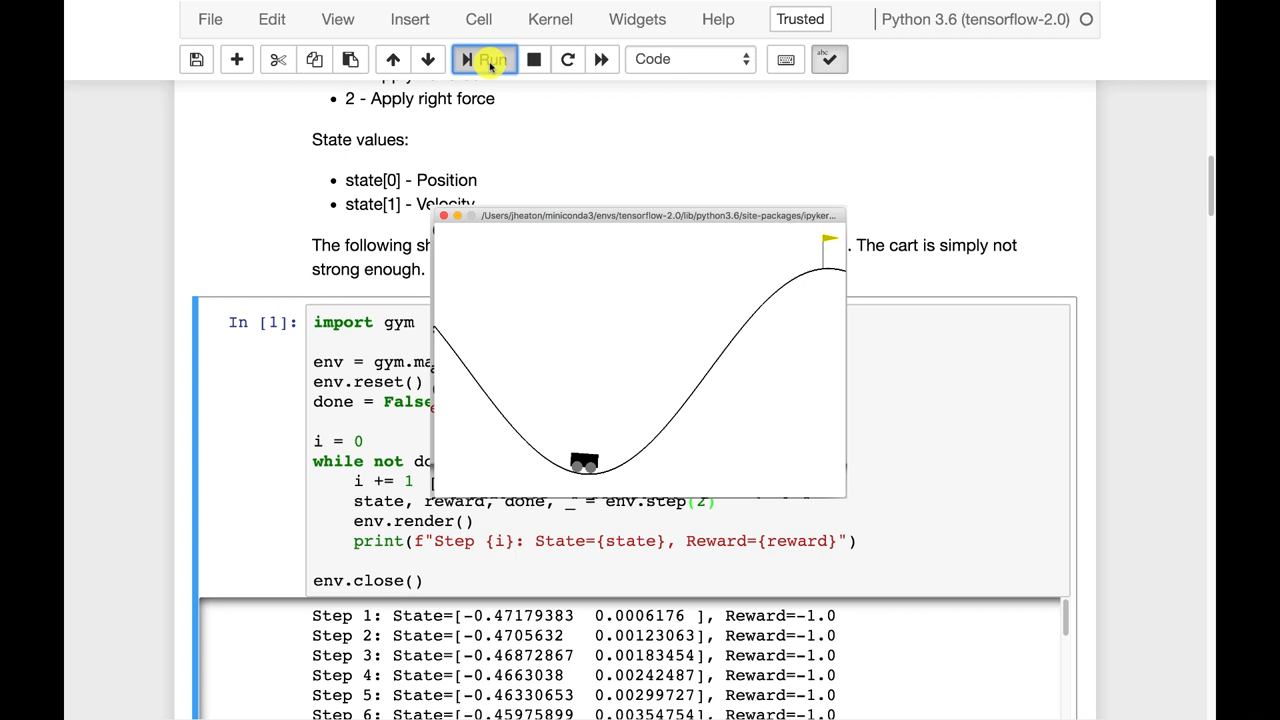 File Edit View Insert Cell Kernel Widgets Help Trusted Python 3.6 (tensorflow-2.0)
Run Code abc
• 2 - Apply right force
State values:
• state[0] - Position
• state[1] - Velocity
/Users/jheaton/miniconda3/envs/tensorflow-2.0/lib/python3.6/site-packages/ipyker...
The following . The cart is simply not
strong enough.
In [1]: import gym
env = gym.
env.reset()
done = False
i = 0
while not
i += 1
state, reward, done, _ = env.step(2)
env.render()
print(f"Step {i}: State={state}, Reward={reward}")
env.close()
Step 1: State=[-0.47179383 0.0006176 ], Reward=-1.0
Step 2: State=[-0.4705632 0.00123063], Reward=-1.0
Step 3: State=[-0.46872867 0.00183454], Reward=-1.0
Step 4: State=[-0.4663038 0.00242487], Reward=-1.0
Step 5: State=[-0.46330653 0.00299727], Reward=-1.0
Step 6: State=[-0.45975899 0.00354754], Reward=-1.0